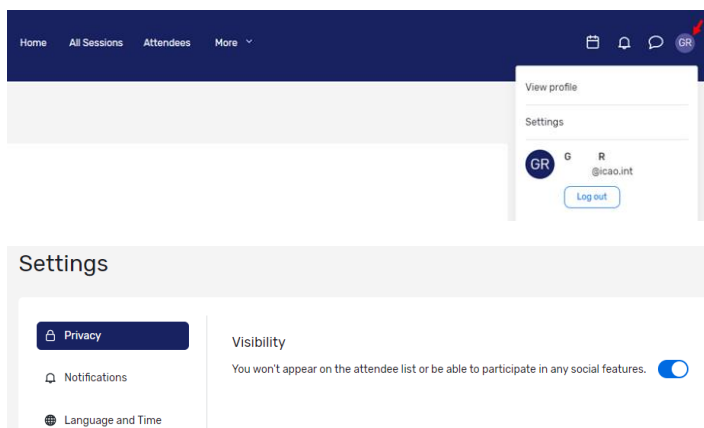 Home All Sessions Attendees More
GR
View profile
Settings
GR
G R
@icao.int
Log out
Settings
Privacy
Notifications
Language and Time
Visibility
You won't appear on the attendee list or be able to participate in any social features.